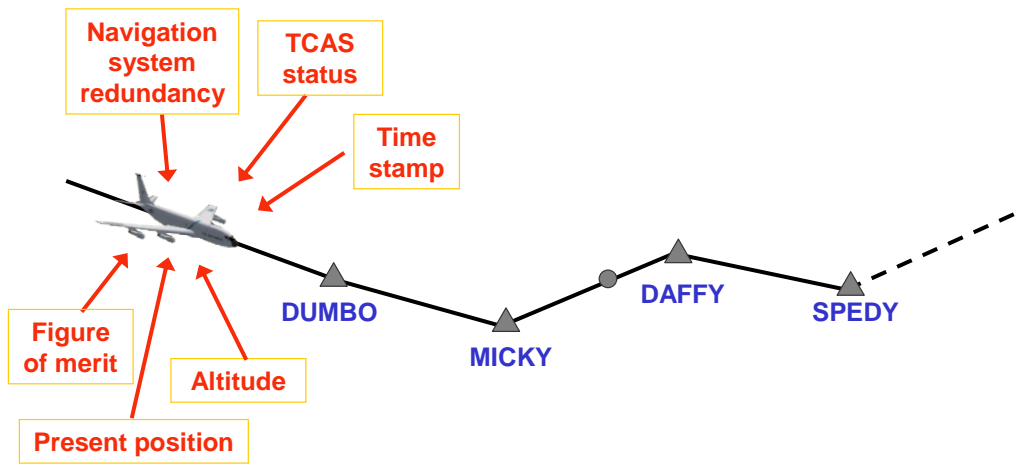 Navigation
system
redundancy
TCAS
status
Time
stamp
DUMBO
MICKY
DAFFY
SPEDY
Figure
of merit
Altitude
Present position